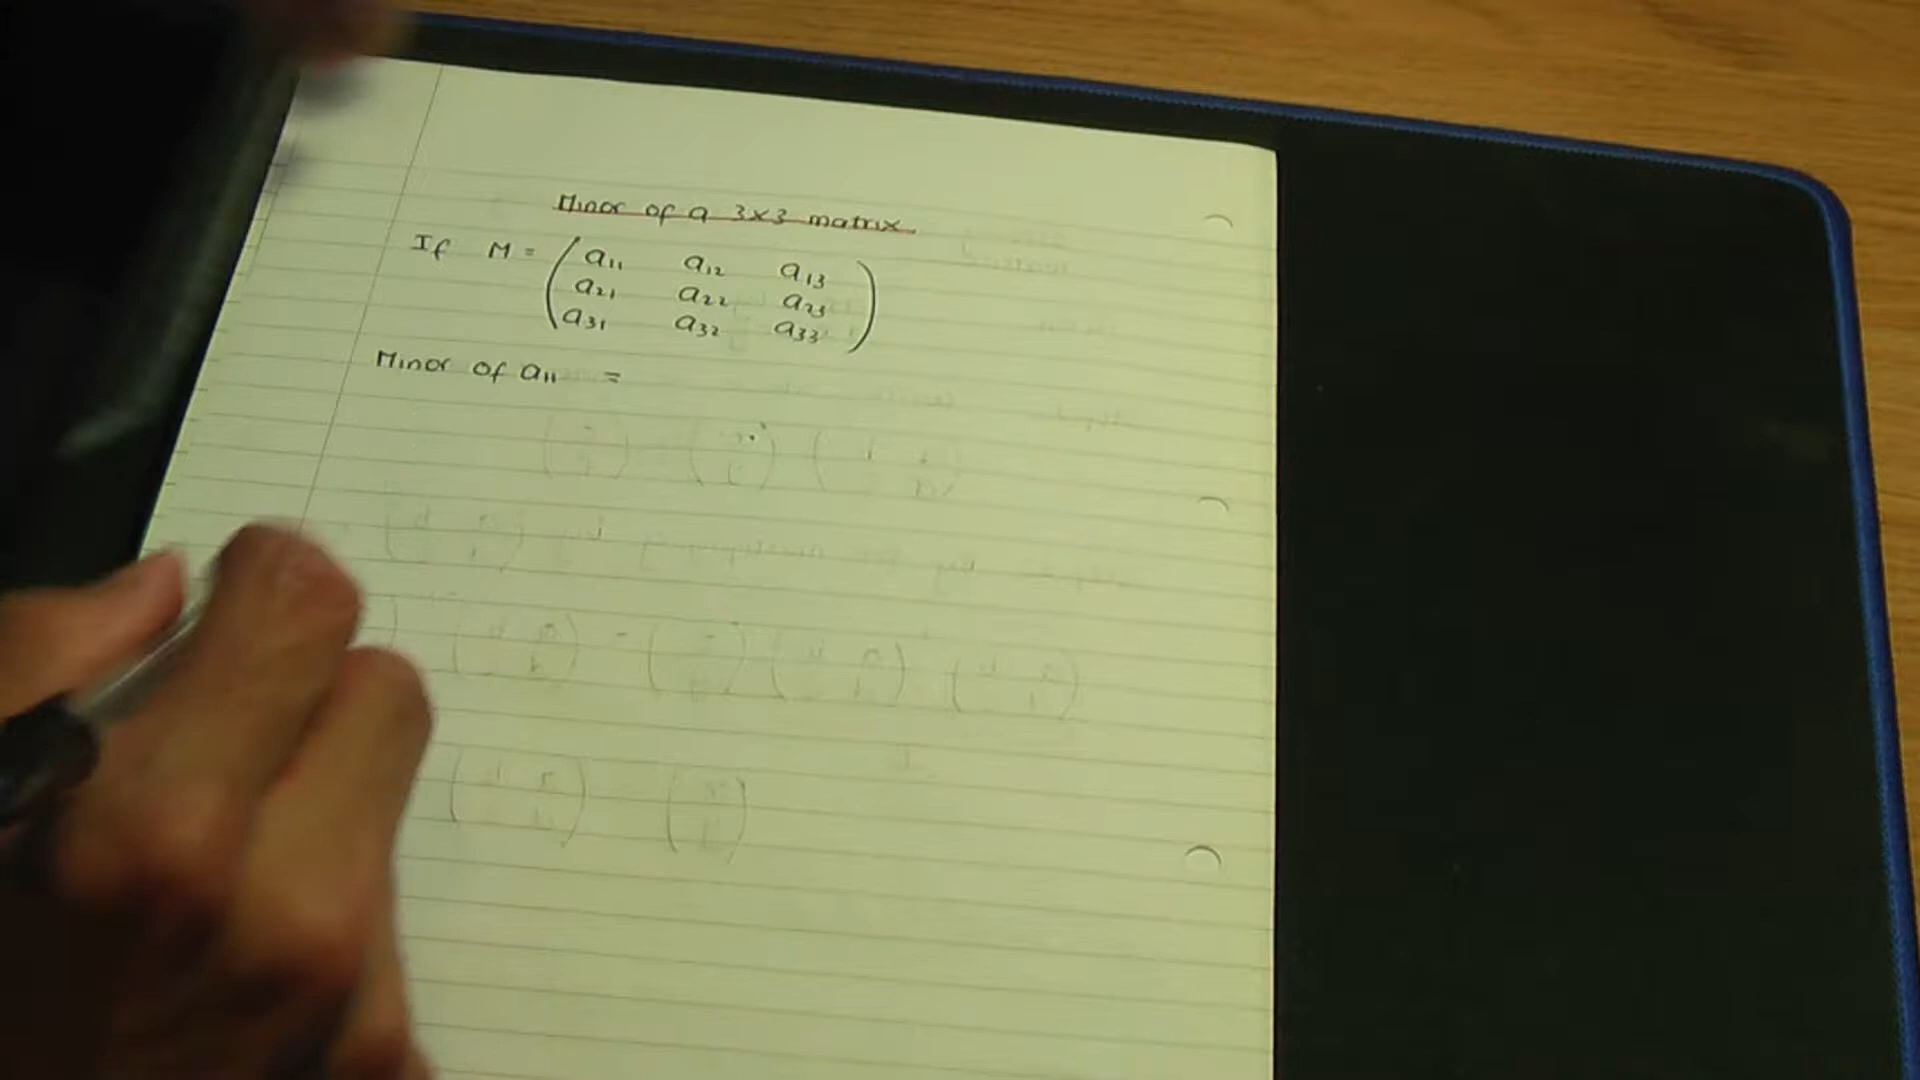 Minor of a 3x3 matrix
If M = ( a₁₁ a₁₂ a₁₃
a₂₁ a₂₂ a₂₃
a₃₁ a₃₂ a₃₃ )
Minor of a₁₁ =